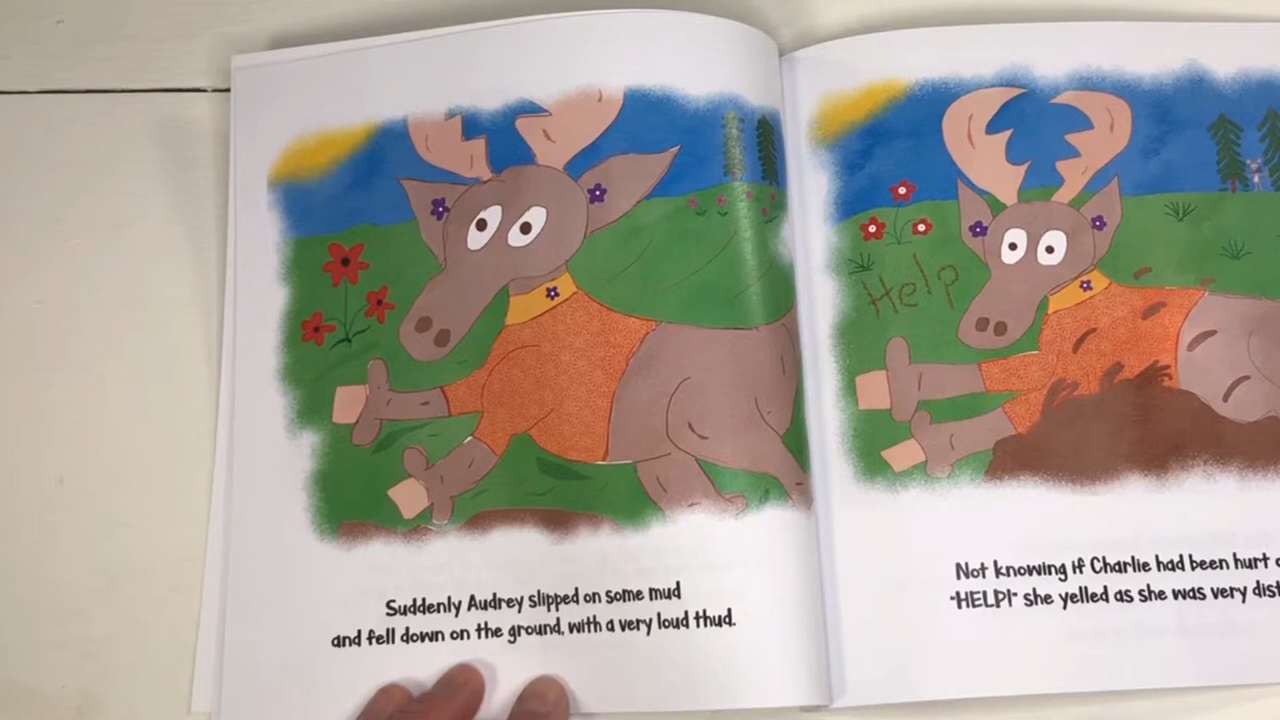 Suddenly Audrey slipped on some mud
and fell down on the ground, with a very loud thud.
Help
Not knowing if Charlie had been hurt
"HELP!" she yelled as she was very